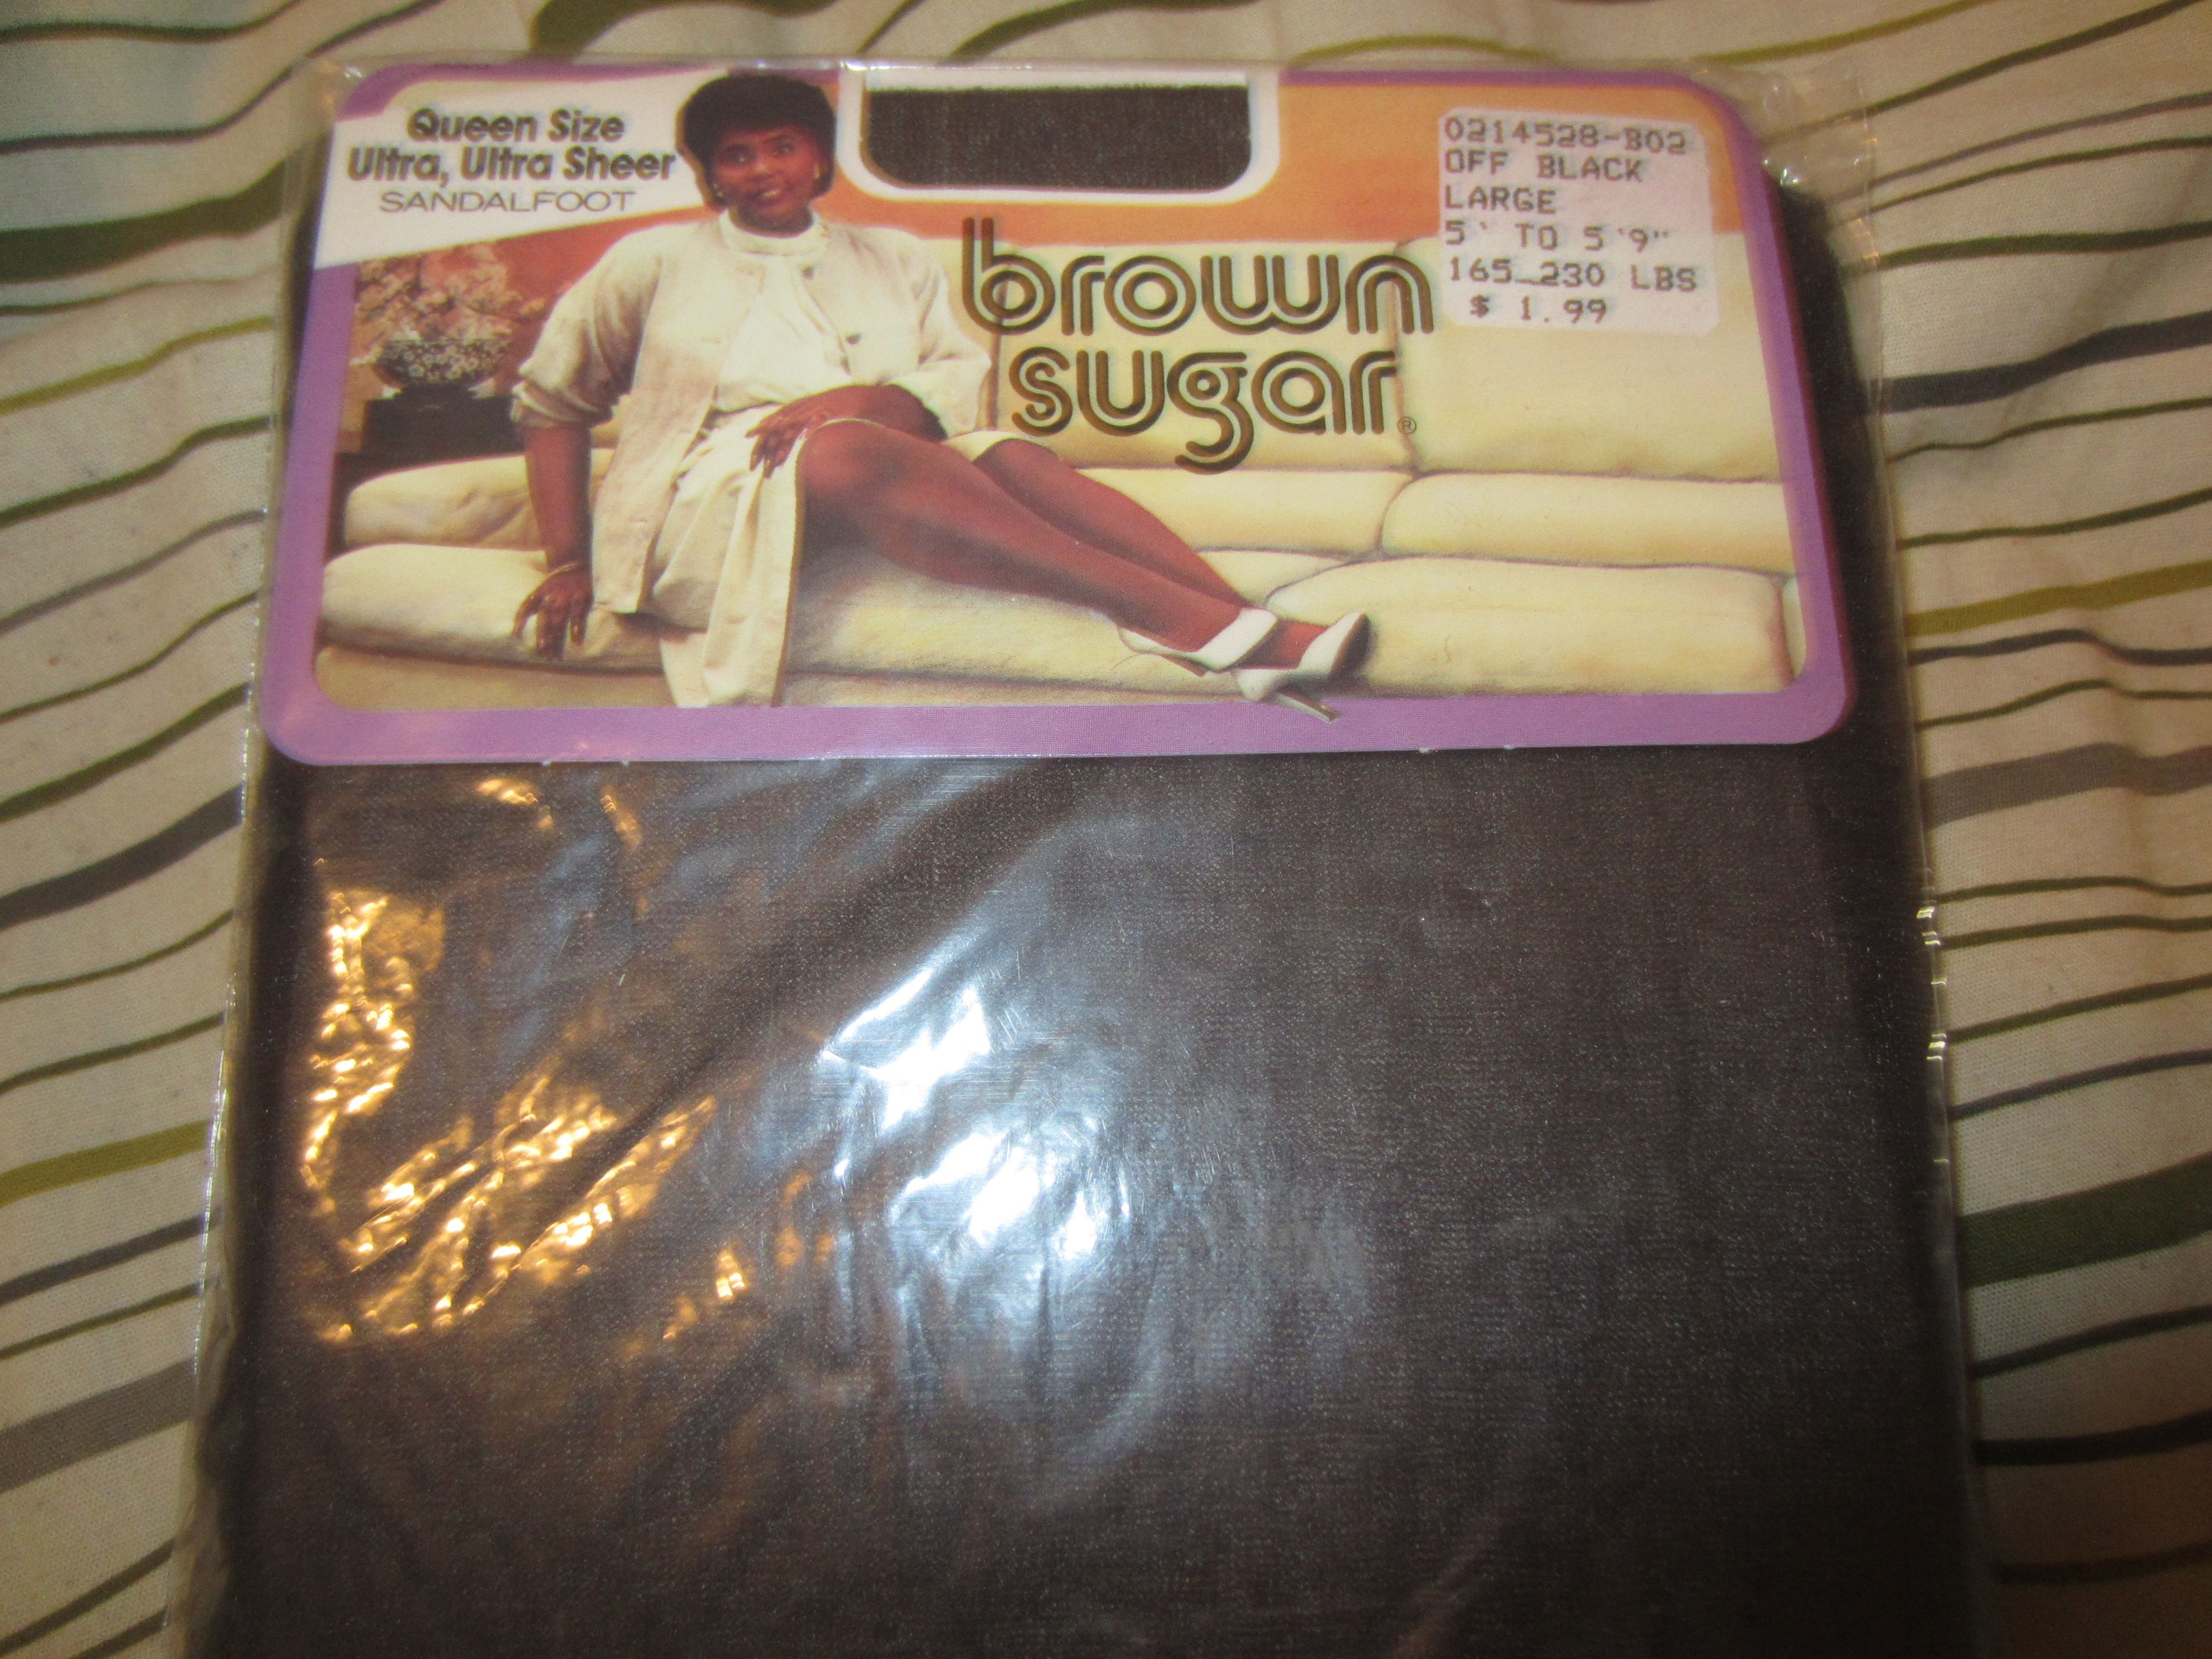 Queen Size
Ultra, Ultra Sheer
SANDALFOOT
brown
sugar®
0214528-B02
OFF BLACK
LARGE
5' TO 5'9"
165_230 LBS
$ 1.99